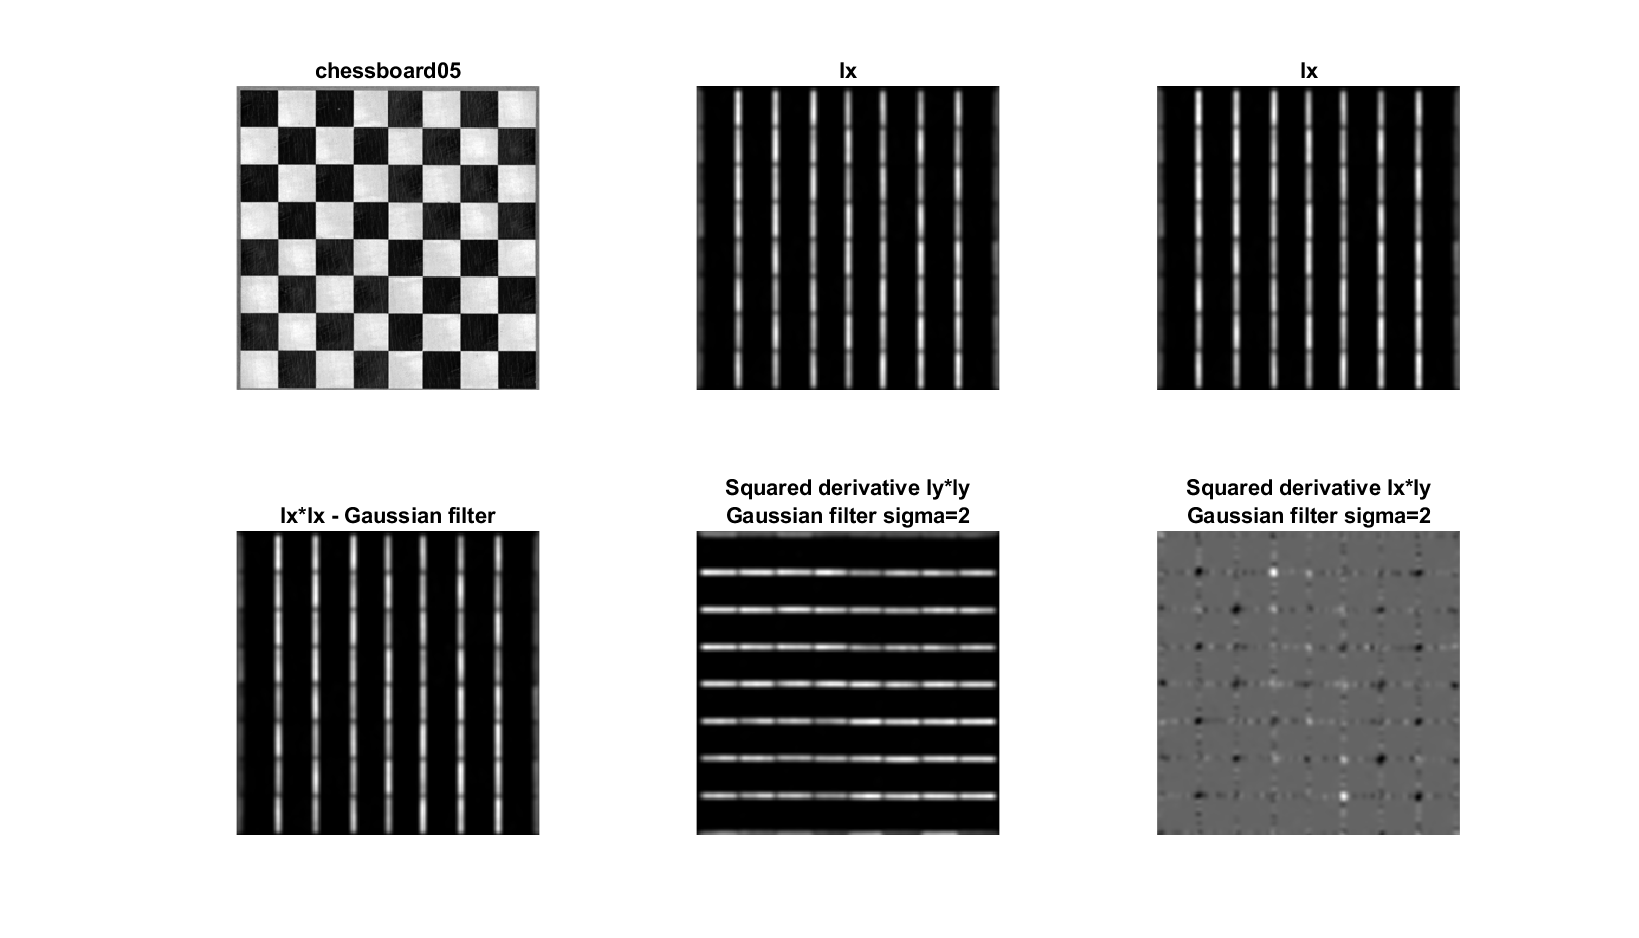 chessboard05
Ix
Ix
Ix*Ix - Gaussian filter
Squared derivative Iy*Iy
Gaussian filter sigma=2
Squared derivative Ix*Iy
Gaussian filter sigma=2